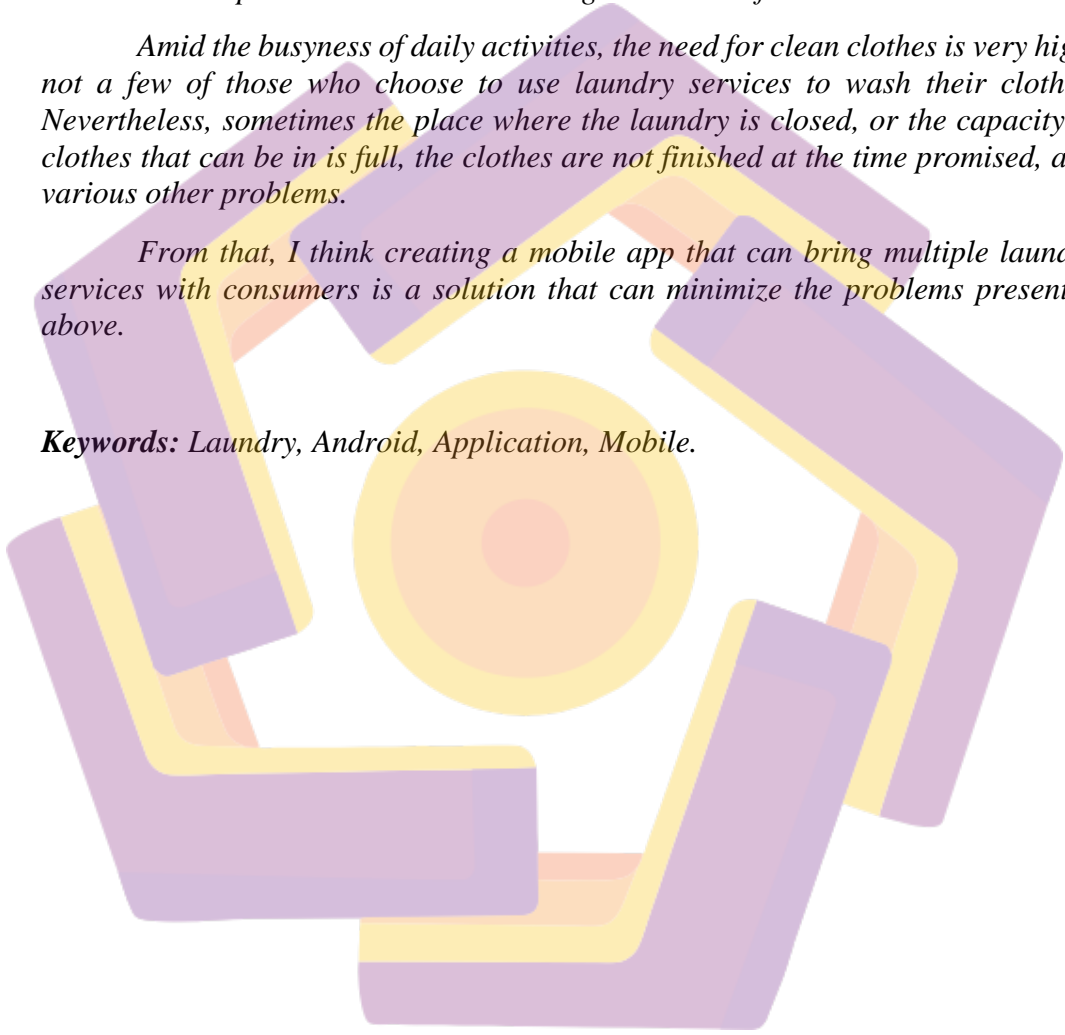 Amid the busyness of daily activities, the need for clean clothes is very hig
not a few of those who choose to use laundry services to wash their cloth
Nevertheless, sometimes the place where the laundry is closed, or the capacity
clothes that can be in is full, the clothes are not finished at the time promised, a
various other problems.
From that, I think creating a mobile app that can bring multiple laund
services with consumers is a solution that can minimize the problems present
above.
Keywords: Laundry, Android, Application, Mobile.